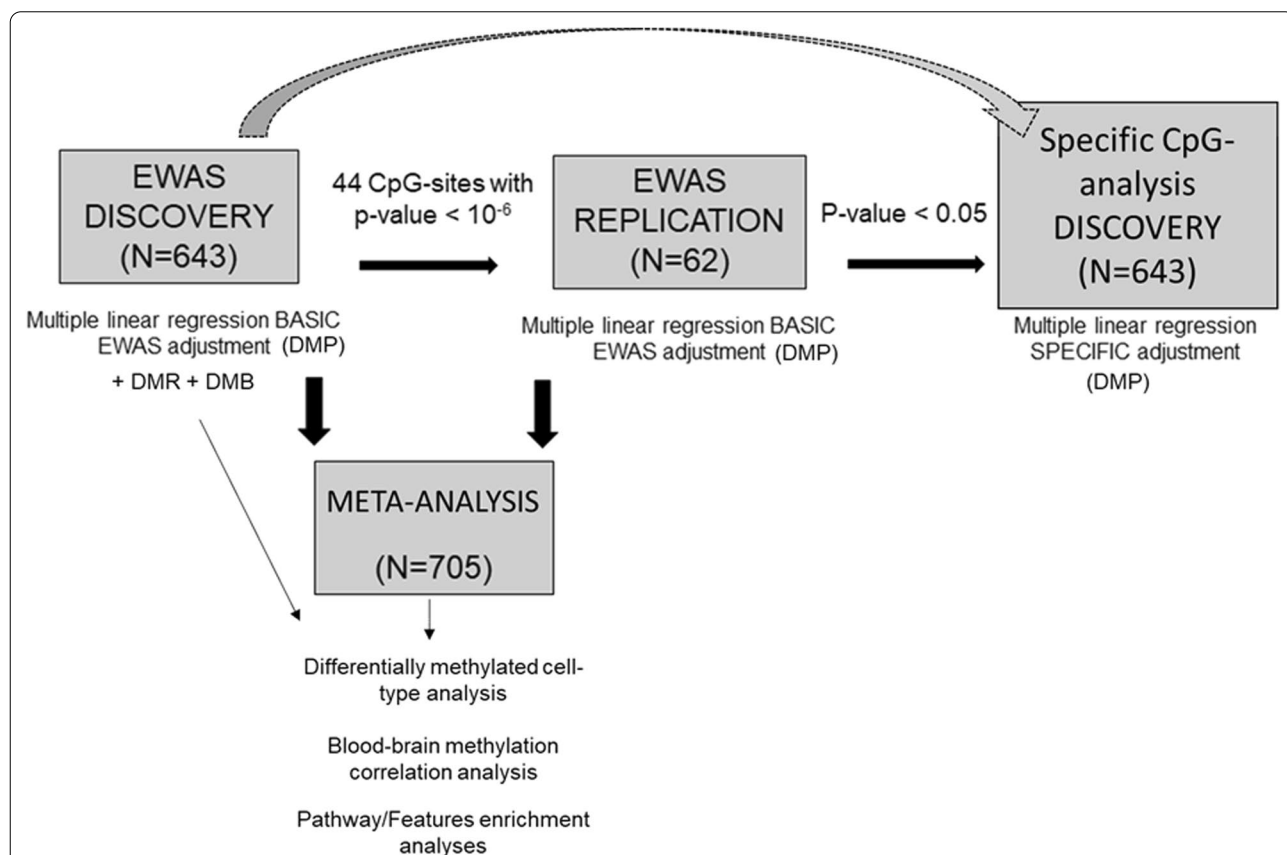 EWAS
DISCOVERY
(N=643)
44 CpG-sites with
p-value < 10⁻⁶
EWAS
REPLICATION
(N=62)
P-value < 0.05
Specific CpG-
analysis
DISCOVERY
(N=643)
Multiple linear regression BASIC
EWAS adjustment (DMP)
+ DMR + DMB
Multiple linear regression BASIC
EWAS adjustment (DMP)
Multiple linear regression
SPECIFIC adjustment
(DMP)
META-ANALYSIS
(N=705)
Differentially methylated cell-
type analysis
Blood-brain methylation
correlation analysis
Pathway/Features enrichment
analyses